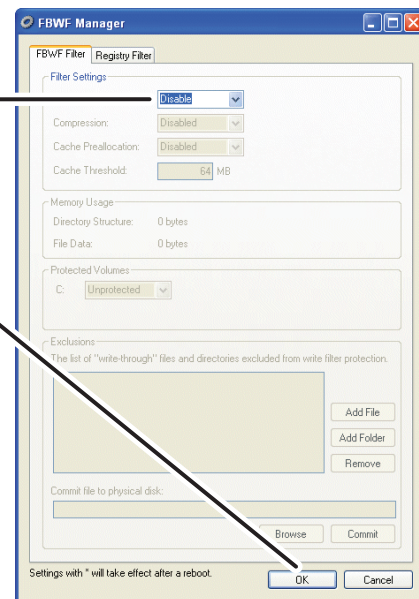 FBWF Manager
FBWF Filter Registry Filter
Filter Settings
Disable
Compression: Disabled
Cache Preallocation: Disabled
Cache Threshold: 64 MB
Memory Usage
Directory Structure: 0 bytes
File Data: 0 bytes
Protected Volumes
C: Unprotected
Exclusions
The list of "write-through" files and directories excluded from write filter protection.
Add File
Add Folder
Remove
Commit file to physical disk:
Browse Commit
Settings with * will take effect after a reboot.
OK Cancel